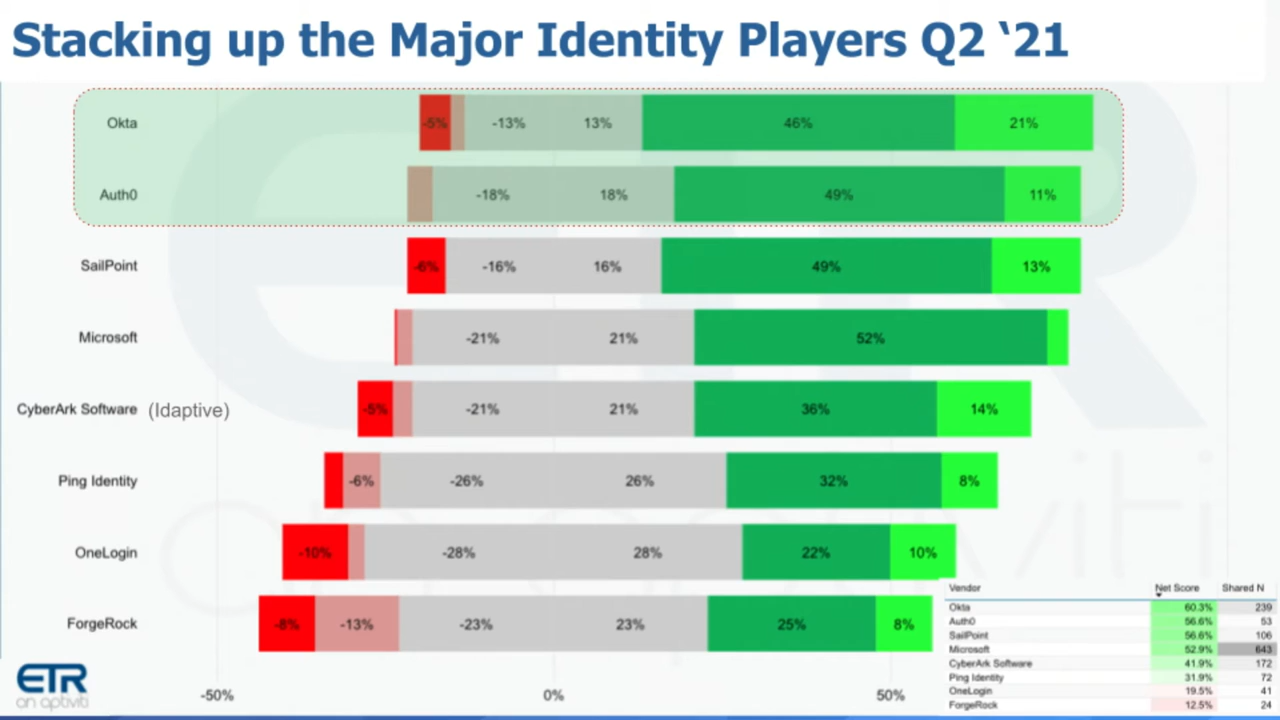 Stacking up the Major Identity Players Q2 ‘21
Okta -5% -13% 13% 46% 21%
Auth0 -18% 18% 49% 11%
SailPoint -6% -16% 16% 49% 13%
Microsoft -21% 21% 52%
CyberArk Software (Idaptive) -5% -21% 21% 36% 14%
Ping Identity -6% -26% 26% 32% 8%
OneLogin -10% -28% 28% 22% 10%
ForgeRock -8% -13% -23% 23% 25% 8%
-50% 0% 50%
Vendor Net Score Shared N
Okta 60.3% 239
Auth0 56.6% 53
SailPoint 56.6% 106
Microsoft 52.9% 643
CyberArk Software 41.9% 172
Ping Identity 31.9% 72
OneLogin 19.5% 41
ForgeRock 12.5% 24
ETR
an aptiviti